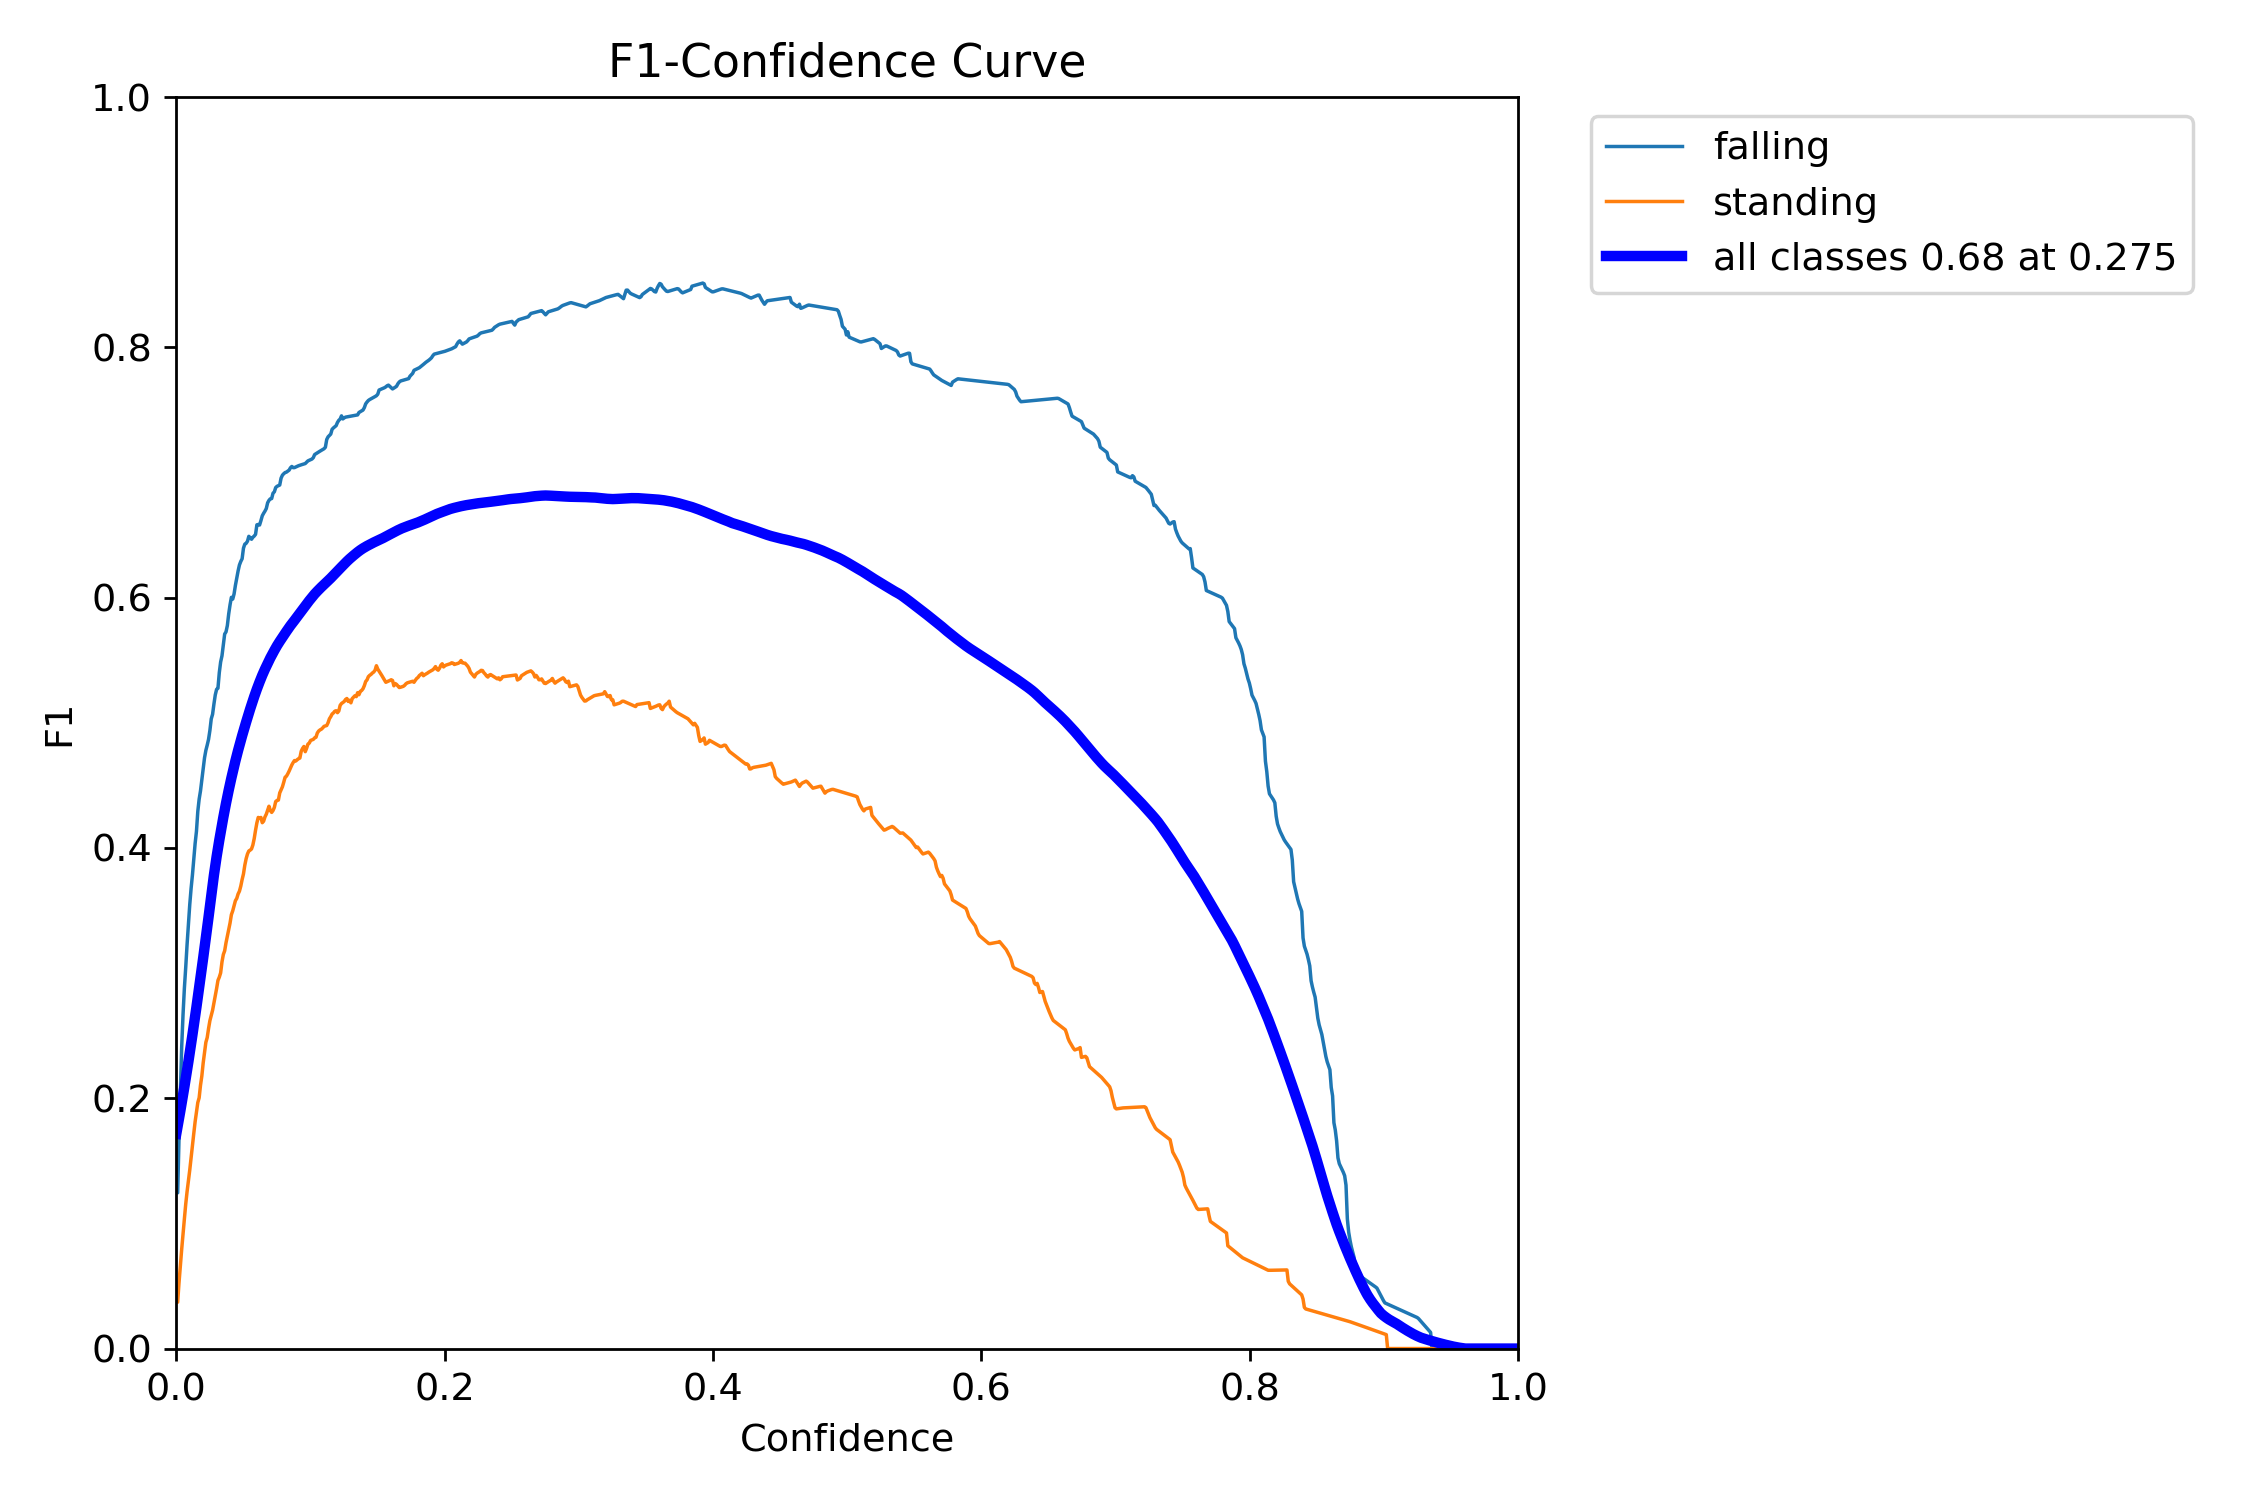 F1-Confidence Curve
falling
standing
all classes 0.68 at 0.275
1.0
0.8
0.6
0.4
0.2
0.0
F1
0.0 0.2 0.4 0.6 0.8 1.0
Confidence